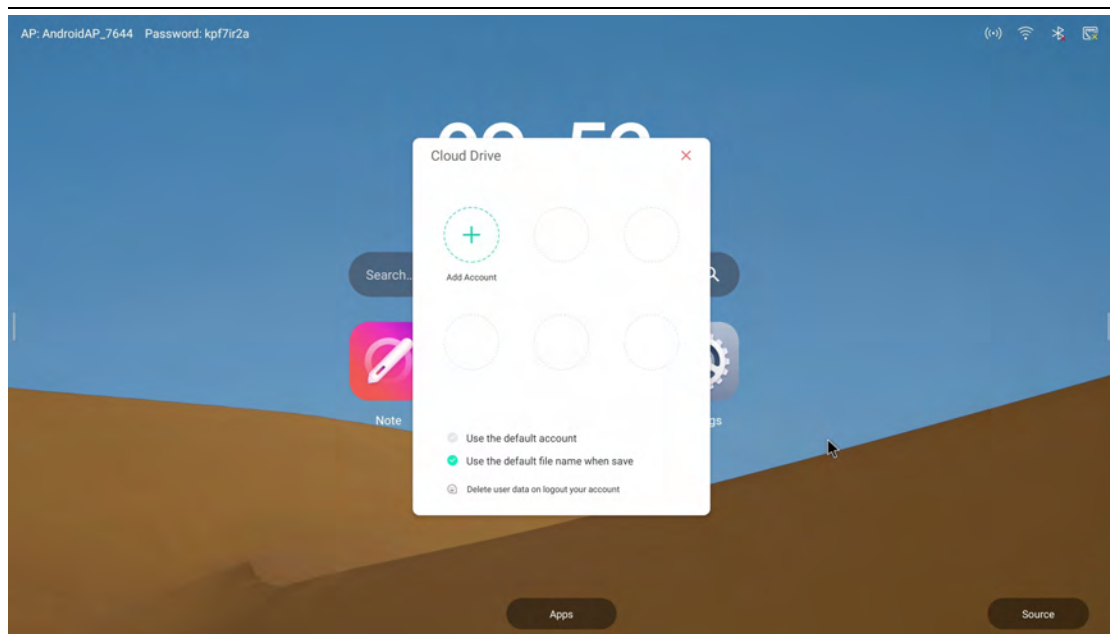 AP: AndroidAP_7644 Password: kpf7ir2a
Cloud Drive
Search..
Add Account
Note
gs
Use the default account
Use the default file name when save
Delete user data on logout your account
Apps
Source